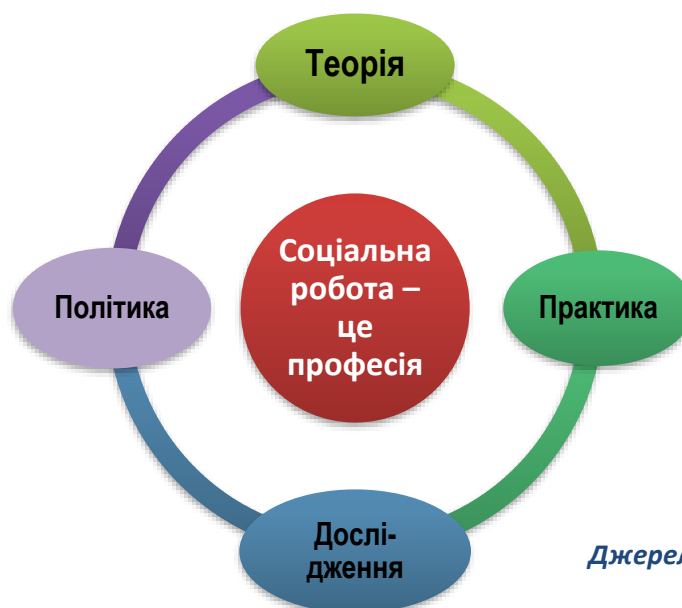 Теорія
Соціальна
робота –
це
професія
Політика
Практика
Дослі-
дження